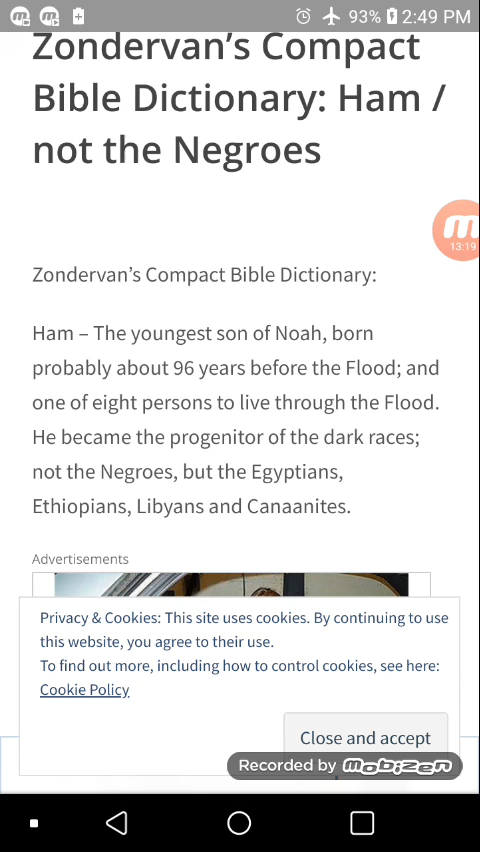 93% 2:49 PM
Zondervan’s Compact
Bible Dictionary: Ham /
not the Negroes
13:19
Zondervan’s Compact Bible Dictionary:
Ham – The youngest son of Noah, born
probably about 96 years before the Flood; and
one of eight persons to live through the Flood.
He became the progenitor of the dark races;
not the Negroes, but the Egyptians,
Ethiopians, Libyans and Canaanites.
Advertisements
Privacy & Cookies: This site uses cookies. By continuing to use
this website, you agree to their use.
To find out more, including how to control cookies, see here:
Cookie Policy
Close and accept
Recorded by mobizen